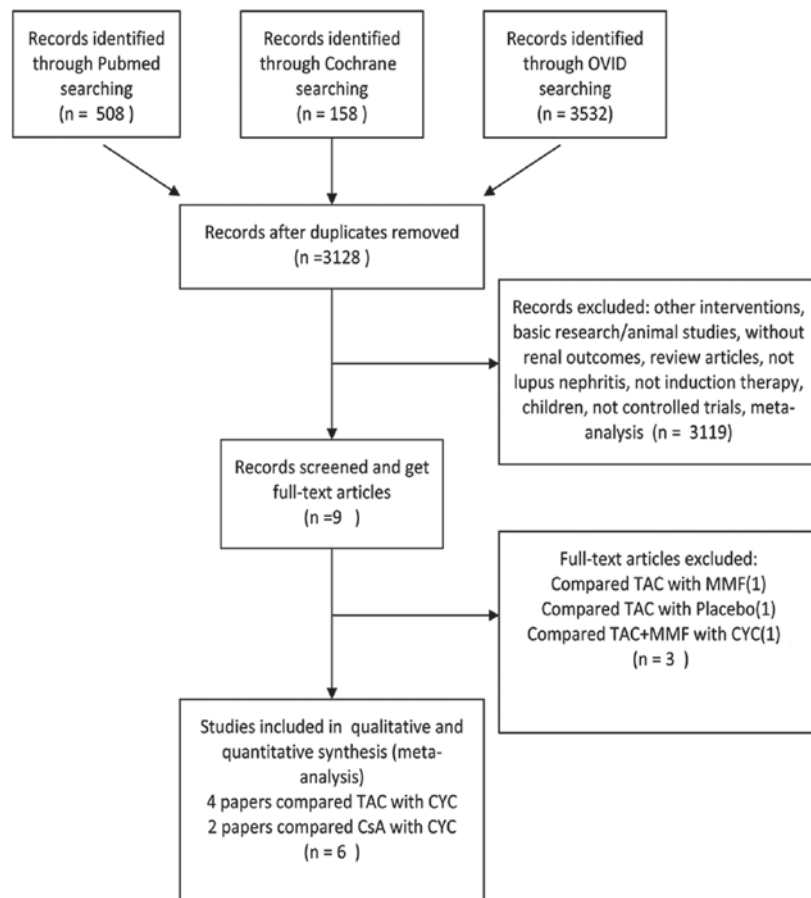 Records identified
through Pubmed
searching
(n = 508 )
Records identified
through Cochrane
searching
(n = 158 )
Records identified
through OVID
searching
(n = 3532)
Records after duplicates removed
(n =3128 )
Records excluded: other interventions,
basic research/animal studies, without
renal outcomes, review articles, not
lupus nephritis, not induction therapy,
children, not controlled trials, meta-
analysis (n = 3119)
Records screened and get
full-text articles
(n =9 )
Full-text articles excluded:
Compared TAC with MMF(1)
Compared TAC with Placebo(1)
Compared TAC+MMF with CYC(1)
(n = 3 )
Studies included in qualitative and
quantitative synthesis (meta-
analysis)
4 papers compared TAC with CYC
2 papers compared CsA with CYC
(n = 6 )